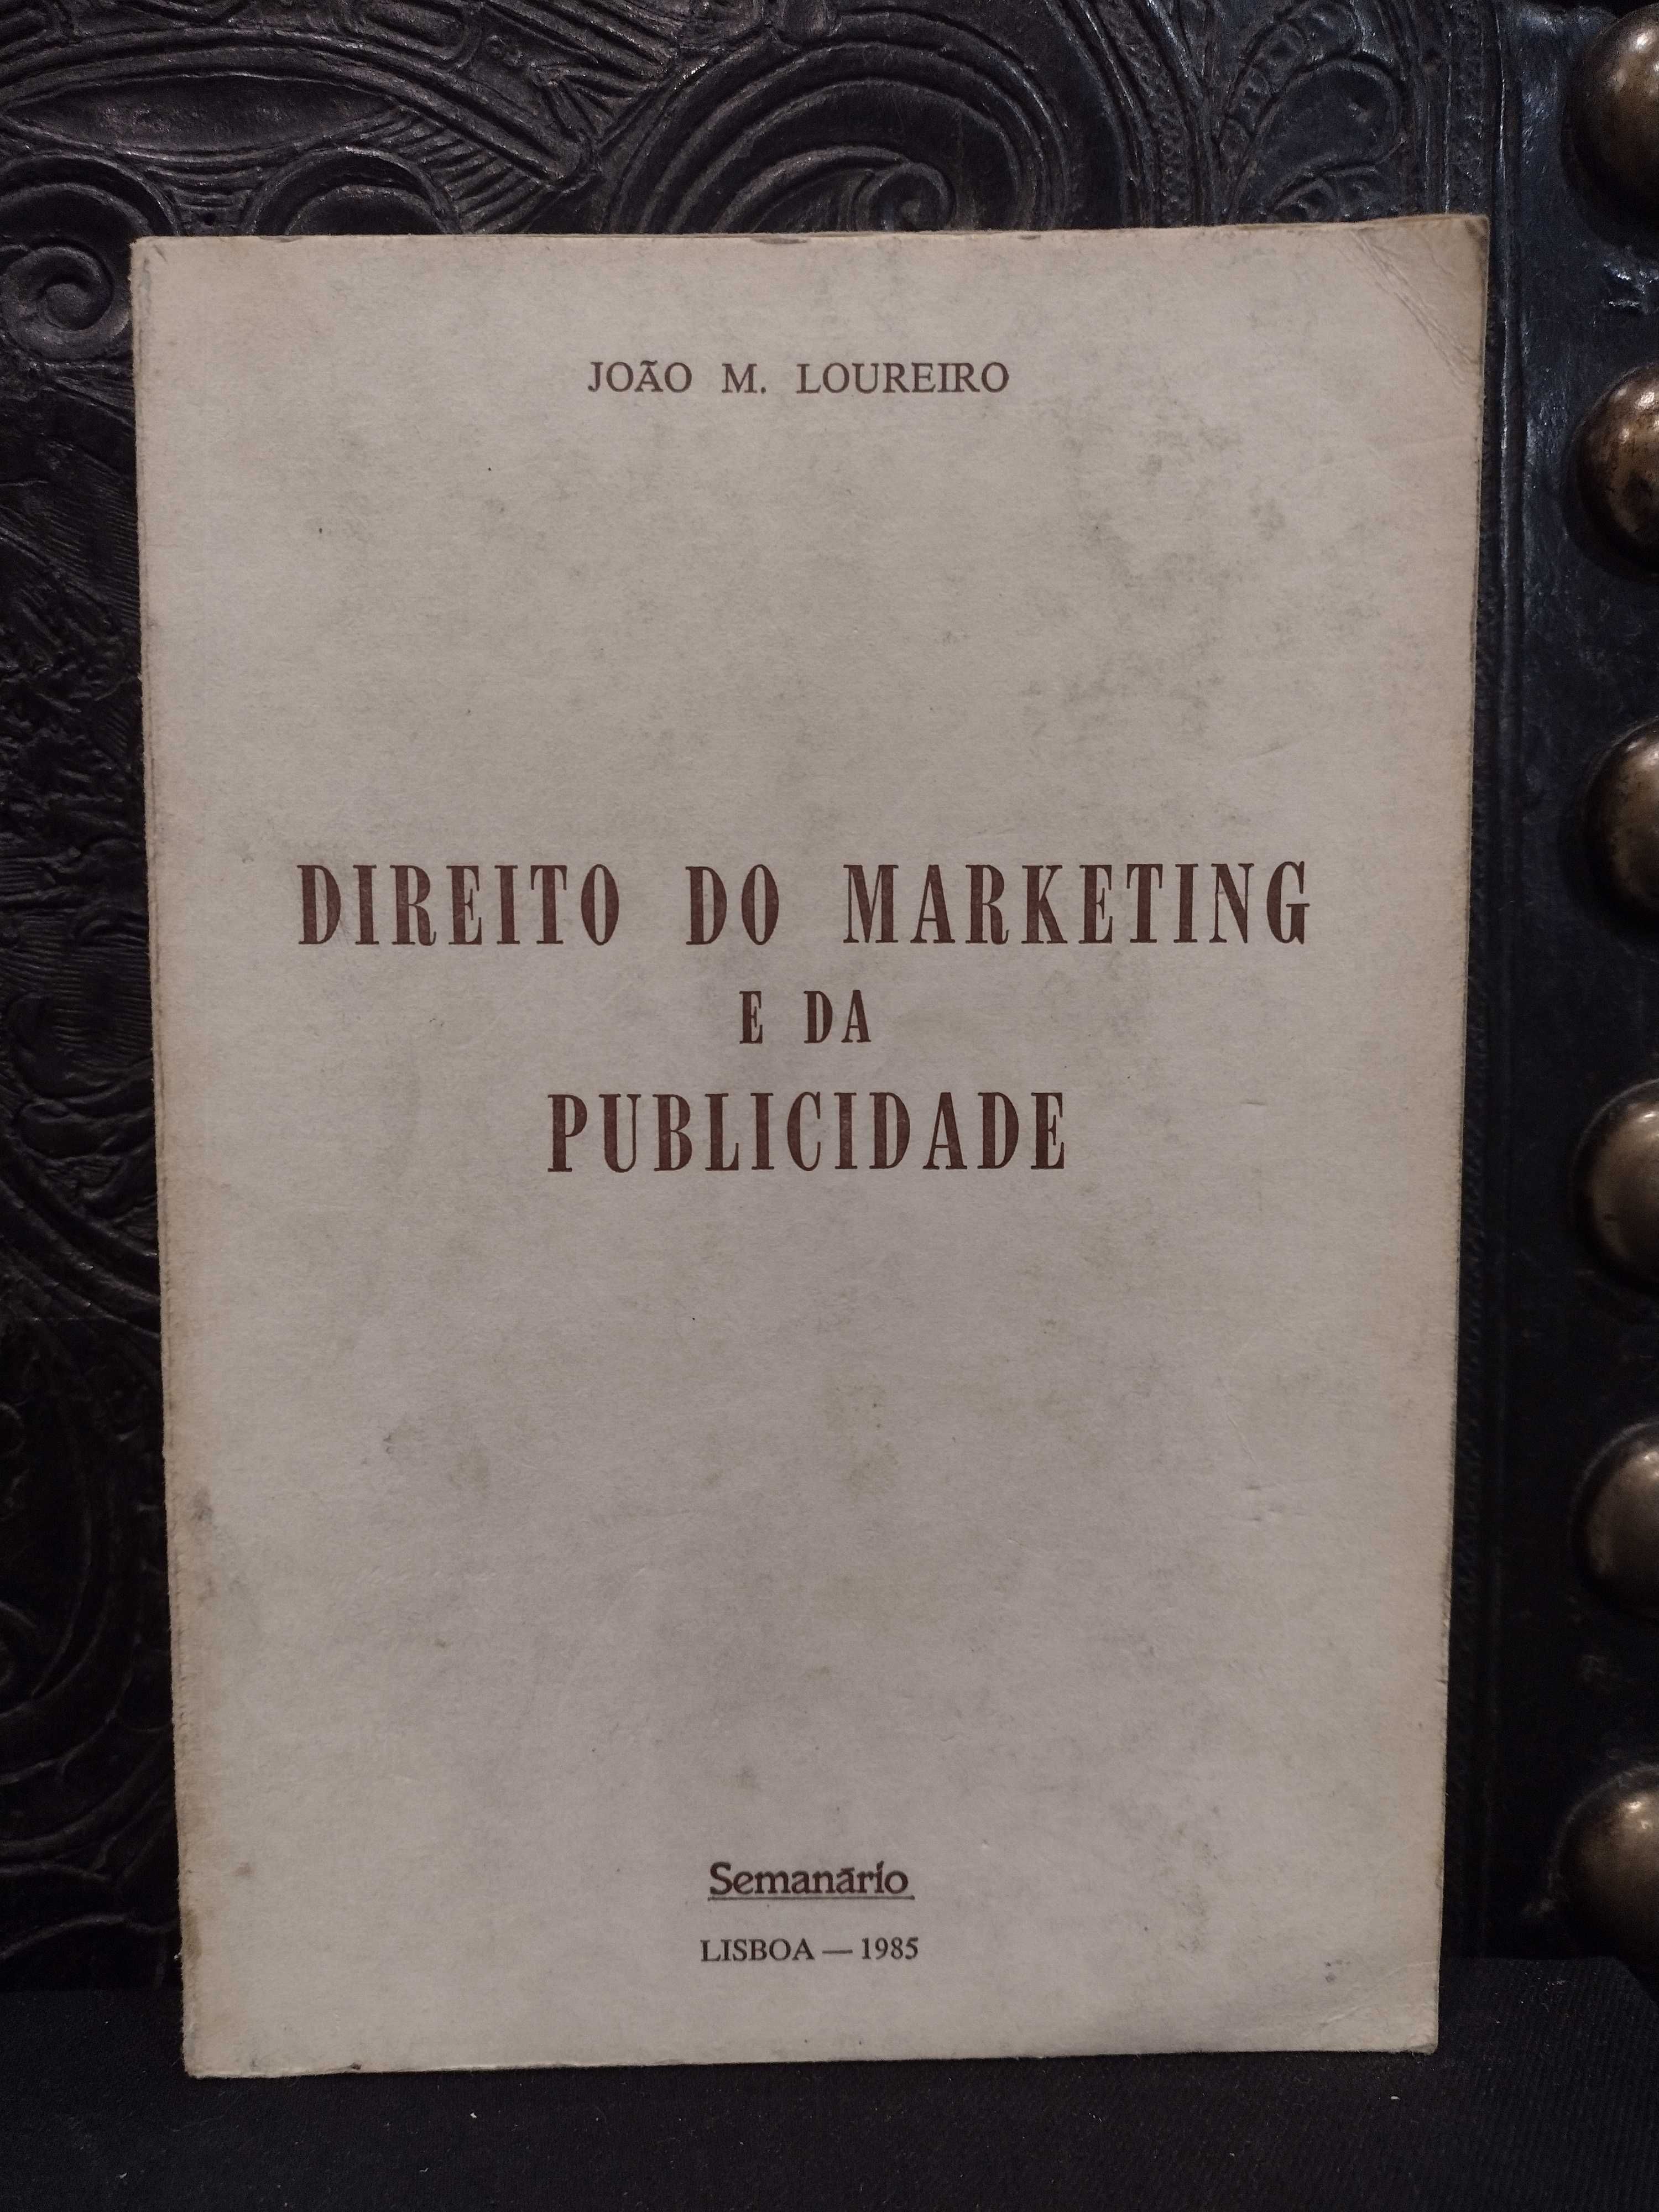 JOÃO M. LOUREIRO
DIREITO DO MARKETING
E DA
PUBLICIDADE
Semanário
LISBOA — 1985